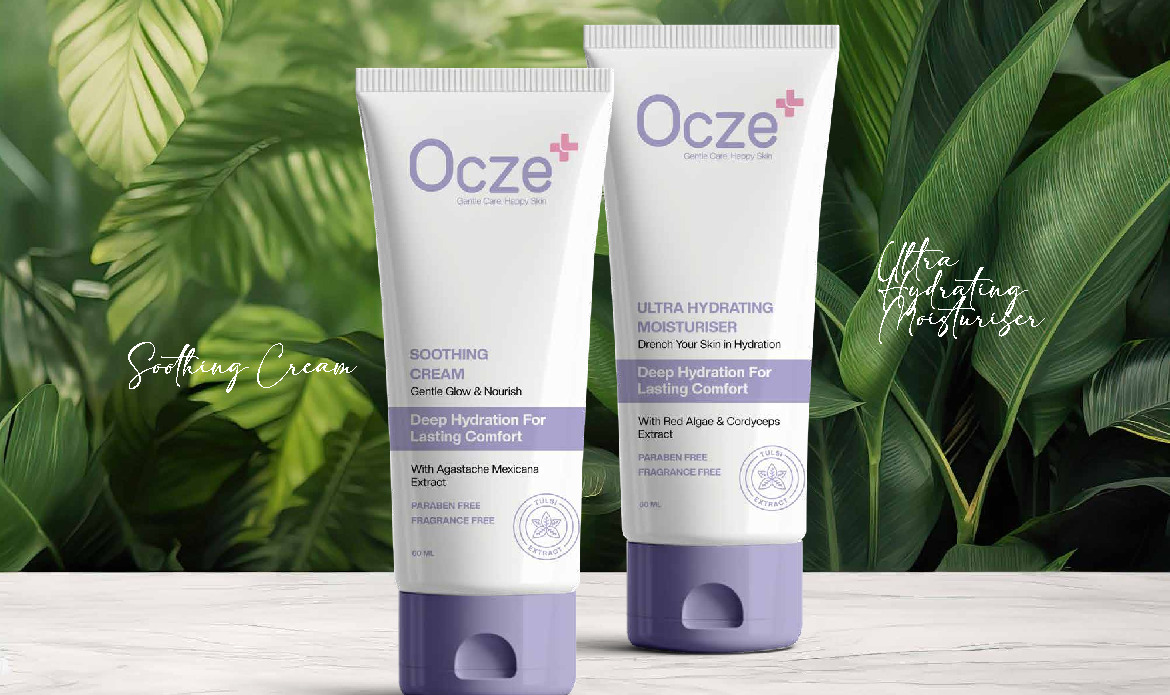 Ocze
Gentle Care, Happy Skin
SOOTHING
CREAM
Gentle Glow & Nourish
Deep Hydration For
Lasting Comfort
With Agastache Mexicana
Extract
PARABEN FREE
FRAGRANCE FREE
60 ML
TULSI
EXTRACT
Ocze
Gentle Care, Happy Skin
ULTRA HYDRATING
MOISTURISER
Drench Your Skin in Hydration
Deep Hydration For
Lasting Comfort
With Red Algae & Cordyceps
Extract
PARABEN FREE
FRAGRANCE FREE
60 ML
TULSI
EXTRACT
Soothing Cream
Ultra
Hydrating
Moisturiser